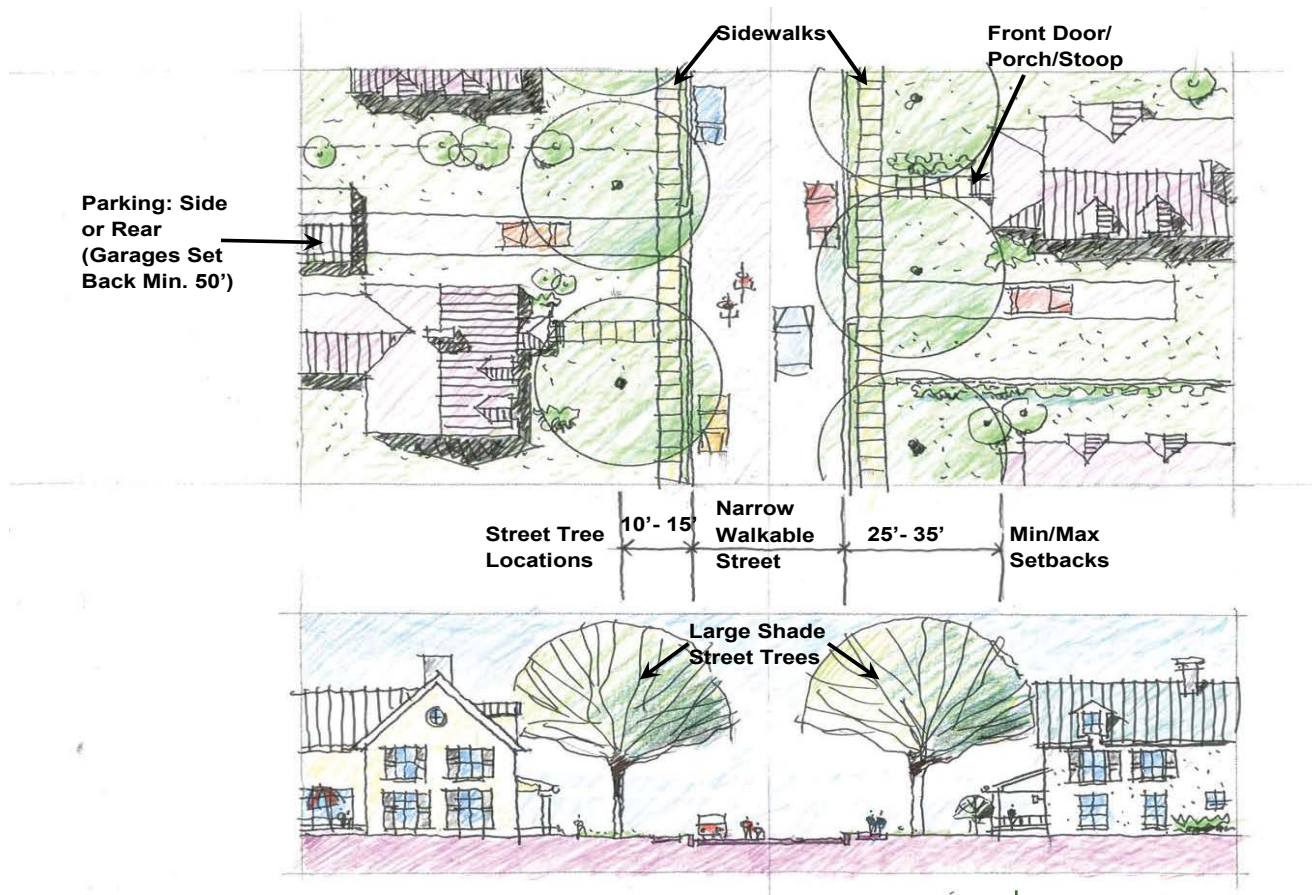 Sidewalks
Front Door/
Porch/Stoop
Parking: Side
or Rear
(Garages Set
Back Min. 50’)
Street Tree
Locations
10’- 15’
Narrow
Walkable
Street
25’- 35’
Min/Max
Setbacks
Large Shade
Street Trees